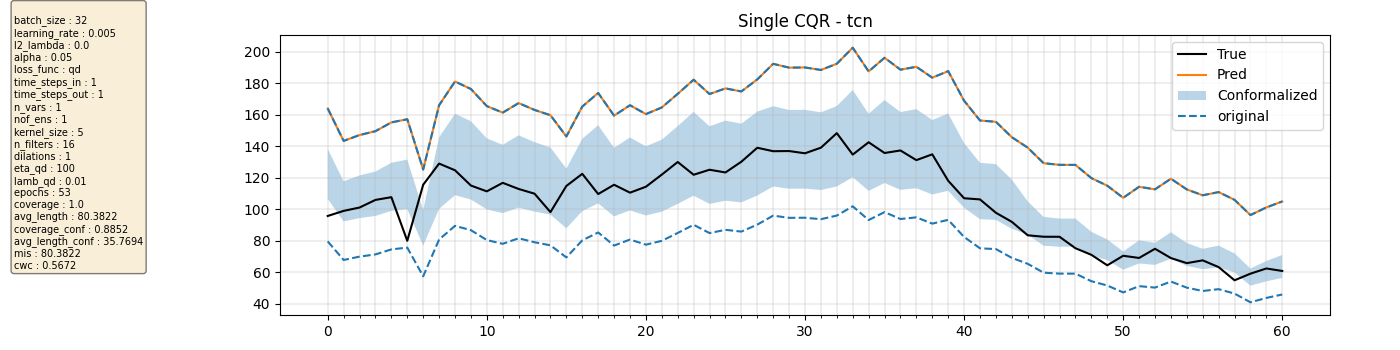 batch_size : 32
learning_rate : 0.005
l2_lambda : 0.0
alpha : 0.05
loss_func : qd
time_steps_in : 1
time_steps_out : 1
n_vars : 1
nof_ens : 1
kernel_size : 5
n_filters : 16
dilations : 1
eta_qd : 100
lamb_qd : 0.01
epochs : 53
coverage : 1.0
avg_length : 80.3822
coverage_conf : 0.8852
avg_length_conf : 35.7694
mis : 80.3822
cwc : 0.5672
Single CQR - tcn
200
180
160
140
120
100
80
60
40
0 10 20 30 40 50 60
True
Pred
Conformalized
original